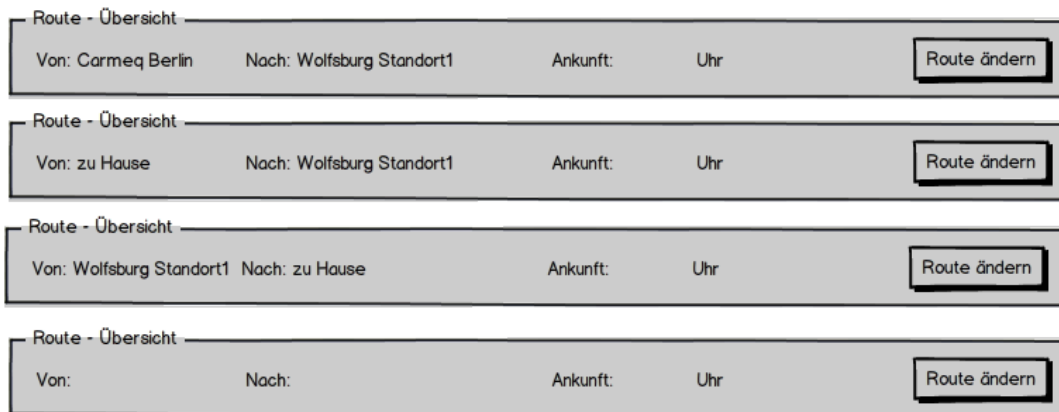 Route - Übersicht
Von: Carmeq Berlin Nach: Wolfsburg Standort1 Ankunft: Uhr Route ändern
Route - Übersicht
Von: zu Hause Nach: Wolfsburg Standort1 Ankunft: Uhr Route ändern
Route - Übersicht
Von: Wolfsburg Standort1 Nach: zu Hause Ankunft: Uhr Route ändern
Route - Übersicht
Von: Nach: Ankunft: Uhr Route ändern